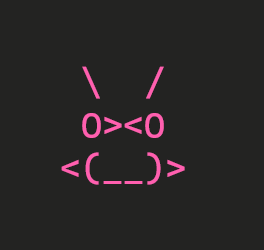 \  /
O><O
<(__)>